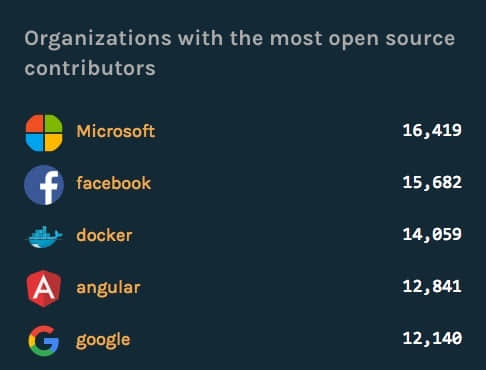 Organizations with the most open source
contributors
Microsoft 16,419
facebook 15,682
docker 14,059
angular 12,841
google 12,140